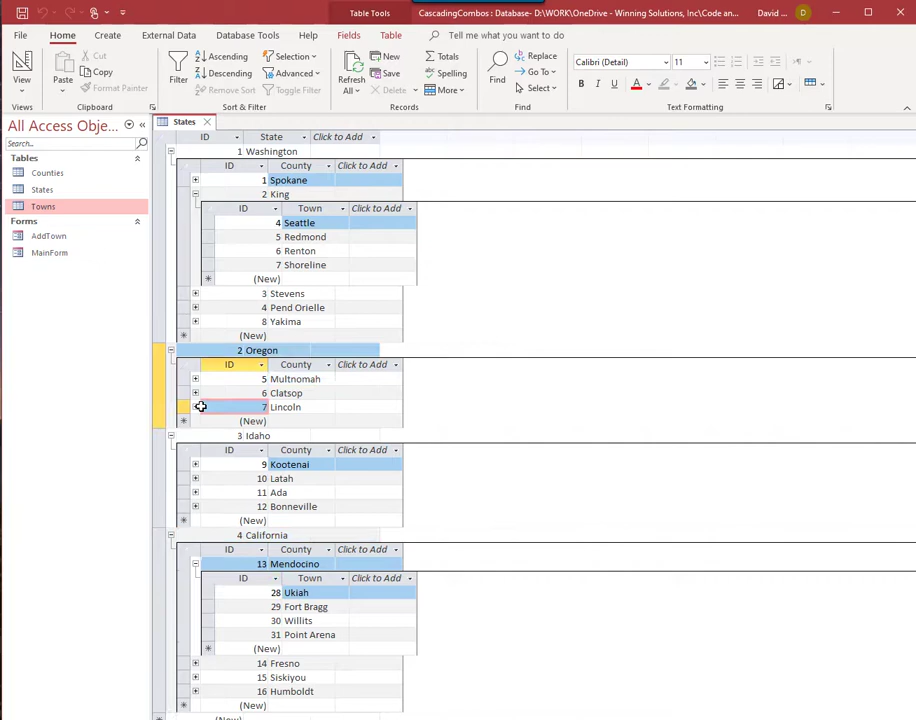 Table Tools
CascadingCombos : Database- D:\WORK\OneDrive - Winning Solutions, Inc\Code an...
David ...
D
File Home Create External Data Database Tools Help Fields Table Tell me what you want to do
View
Views
Paste
Cut
Copy
Format Painter
Clipboard
Filter
Ascending
Descending
Remove Sort
Selection
Advanced
Toggle Filter
Sort & Filter
Refresh
All
New
Save
Delete
Totals
Spelling
More
Records
Find
Replace
Go To
Select
Find
Calibri (Detail) 11
B I U A
Text Formatting
All Access Obje...
Search...
Tables
Counties
States
Towns
Forms
AddTown
MainForm
States
ID State Click to Add
1 Washington
ID County Click to Add
1 Spokane
2 King
ID Town Click to Add
4 Seattle
5 Redmond
6 Renton
7 Shoreline
(New)
3 Stevens
4 Pend Orielle
8 Yakima
(New)
2 Oregon
ID County Click to Add
5 Multnomah
6 Clatsop
7 Lincoln
(New)
3 Idaho
ID County Click to Add
9 Kootenai
10 Latah
11 Ada
12 Bonneville
(New)
4 California
ID County Click to Add
13 Mendocino
ID Town Click to Add
28 Ukiah
29 Fort Bragg
30 Willits
31 Point Arena
(New)
14 Fresno
15 Siskiyou
16 Humboldt
(New)
(New)